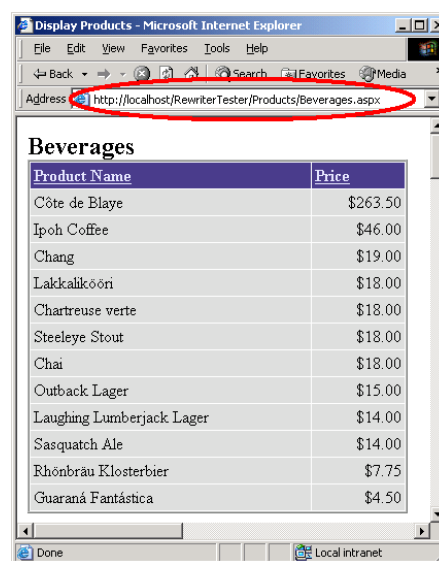 Display Products - Microsoft Internet Explorer
File Edit View Favorites Tools Help
Back Search Favorites Media
Address http://localhost/RewriterTester/Products/Beverages.aspx
Beverages
Product Name Price
Côte de Blaye $263.50
Ipoh Coffee $46.00
Chang $19.00
Lakkalikööri $18.00
Chartreuse verte $18.00
Steeleye Stout $18.00
Chai $18.00
Outback Lager $15.00
Laughing Lumberjack Lager $14.00
Sasquatch Ale $14.00
Rhönbräu Klosterbier $7.75
Guaraná Fantástica $4.50
Done Local intranet